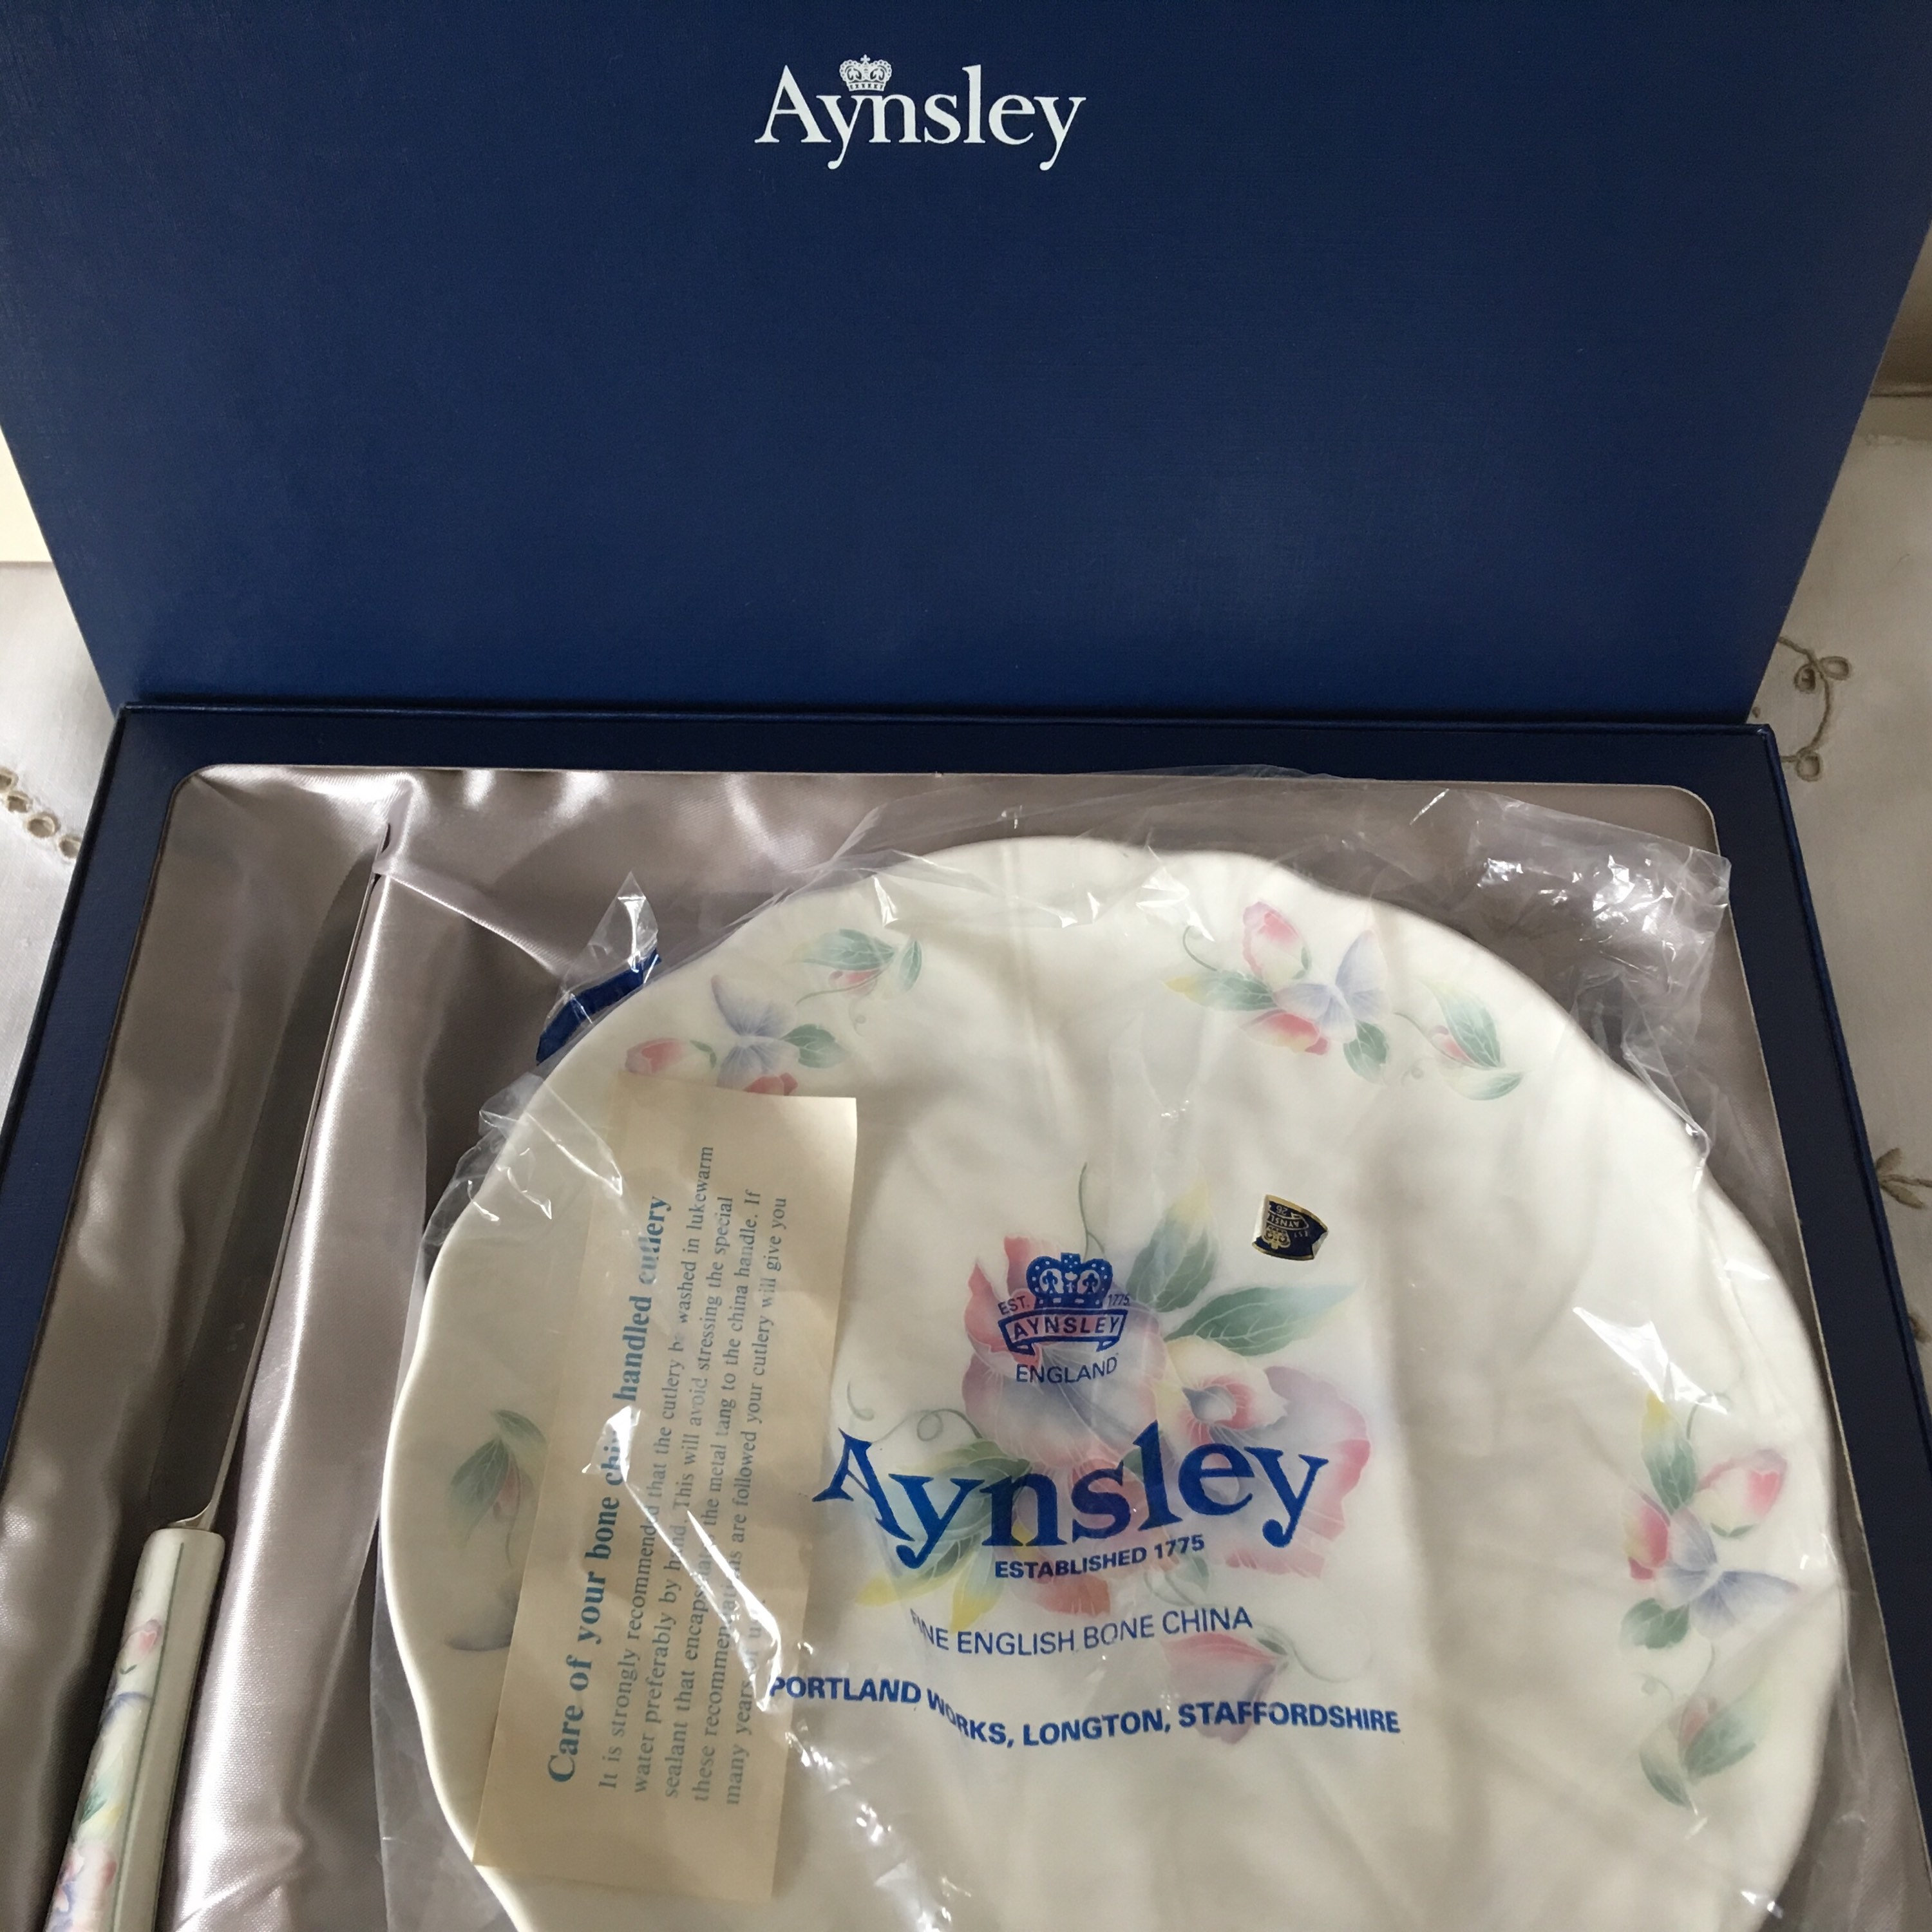 Aynsley
EST. 1775
AYNSLEY
ENGLAND
Aynsley
ESTABLISHED 1775
FINE ENGLISH BONE CHINA
PORTLAND WORKS, LONGTON, STAFFORDSHIRE
Care of your bone china handled cutlery
It is strongly recommended that the cutlery be washed in lukewarm
water preferably by hand. This will avoid stressing the special
sealant that the metal tang to the china handle. If
these recommendations are followed your cutlery will give you
many years of
EST
AYNSLEY